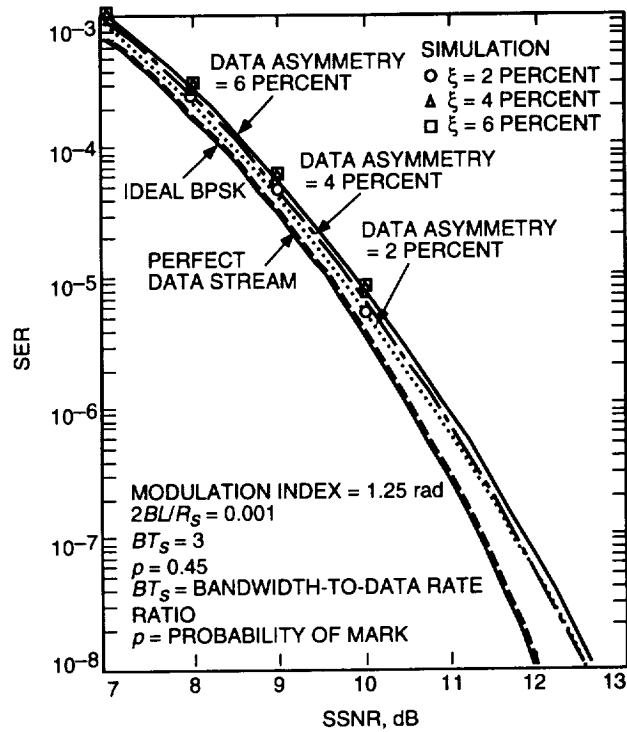 10⁻³
10⁻⁴
10⁻⁵
10⁻⁶
10⁻⁷
10⁻⁸
SER
DATA ASYMMETRY
= 6 PERCENT
SIMULATION
ξ = 2 PERCENT
ξ = 4 PERCENT
ξ = 6 PERCENT
DATA ASYMMETRY
= 4 PERCENT
IDEAL BPSK
DATA ASYMMETRY
= 2 PERCENT
PERFECT
DATA STREAM
MODULATION INDEX = 1.25 rad
2BL/R_S = 0.001
BT_S = 3
p = 0.45
BT_S = BANDWIDTH-TO-DATA RATE
RATIO
p = PROBABILITY OF MARK
7 8 9 10 11 12 13
SSNR, dB